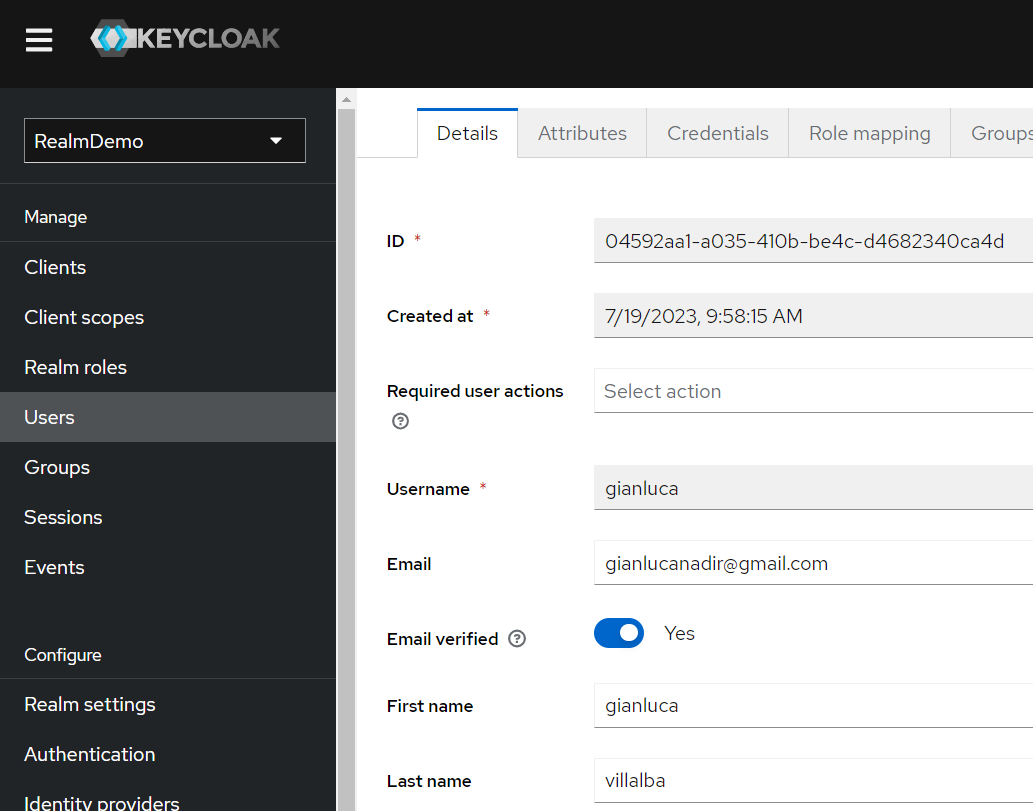 KEYCLOAK
RealmDemo
Manage
Clients
Client scopes
Realm roles
Users
Groups
Sessions
Events
Configure
Realm settings
Authentication
Identity providers
Details Attributes Credentials Role mapping Groups
ID * 04592aa1-a035-410b-be4c-d4682340ca4d
Created at * 7/19/2023, 9:58:15 AM
Required user actions Select action
?
Username * gianluca
Email gianlucanadir@gmail.com
Email verified ? Yes
First name gianluca
Last name villalba